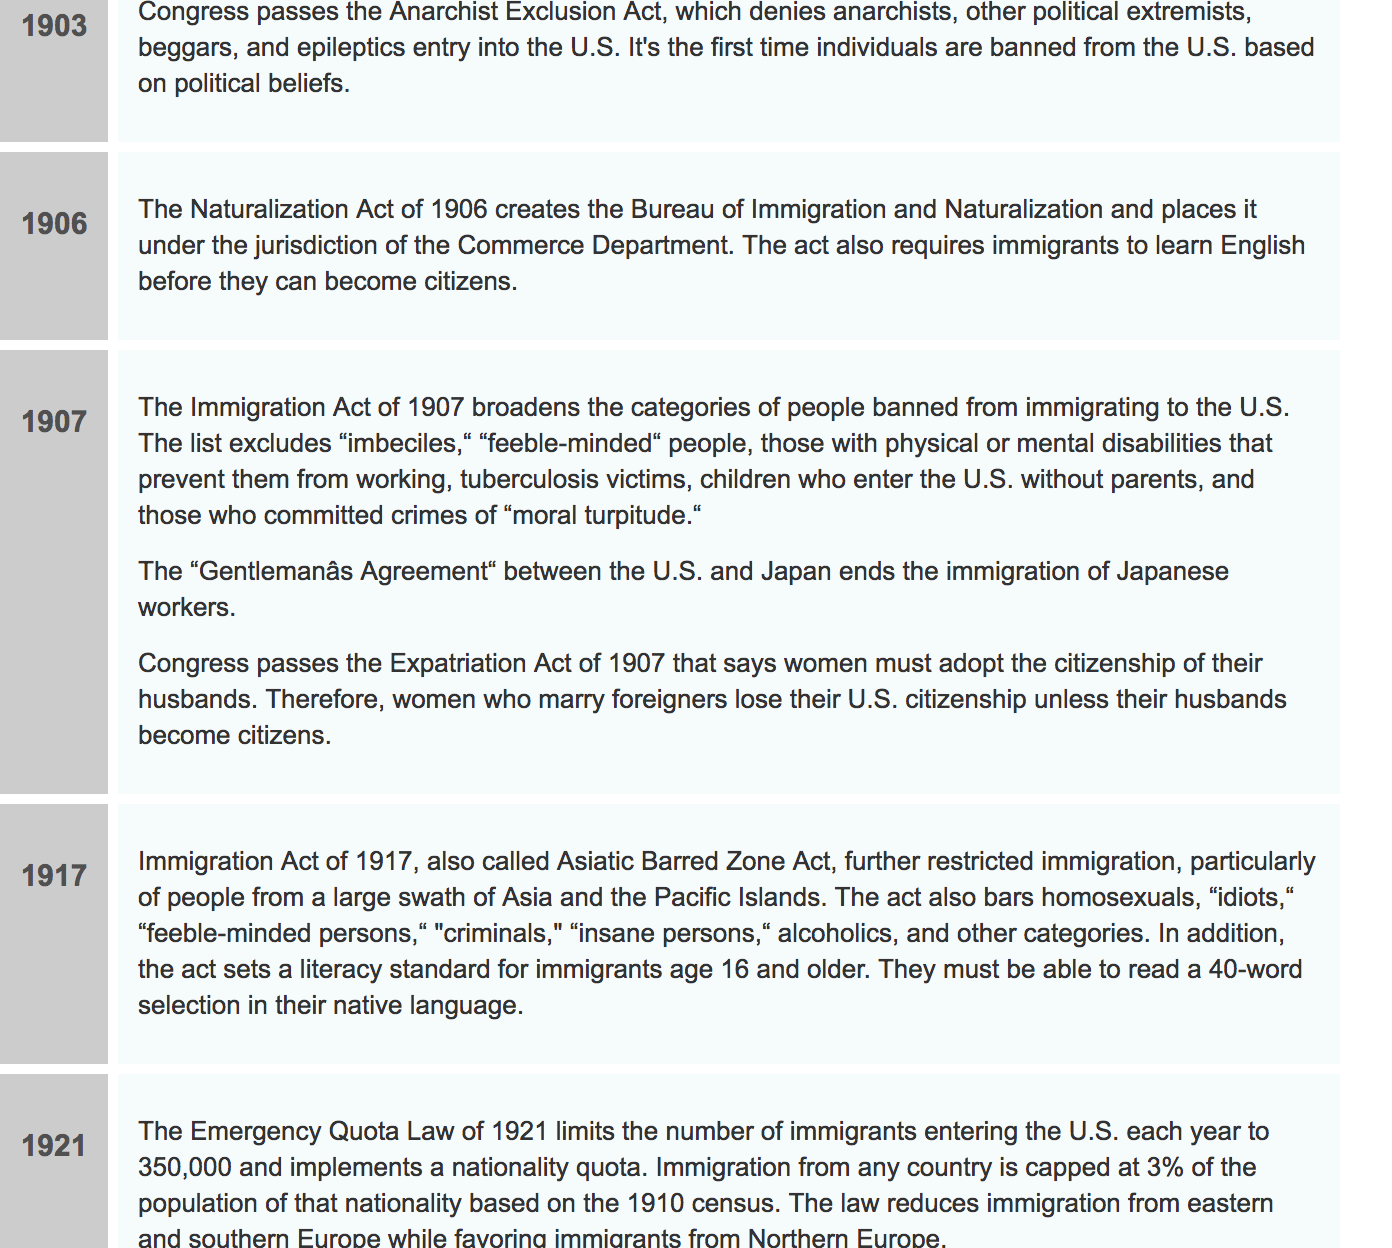 1903
Congress passes the Anarchist Exclusion Act, which denies anarchists, other political extremists,
beggars, and epileptics entry into the U.S. It's the first time individuals are banned from the U.S. based
on political beliefs.
1906
The Naturalization Act of 1906 creates the Bureau of Immigration and Naturalization and places it
under the jurisdiction of the Commerce Department. The act also requires immigrants to learn English
before they can become citizens.
1907
The Immigration Act of 1907 broadens the categories of people banned from immigrating to the U.S.
The list excludes “imbeciles,“ “feeble-minded“ people, those with physical or mental disabilities that
prevent them from working, tuberculosis victims, children who enter the U.S. without parents, and
those who committed crimes of “moral turpitude.“
The “Gentlemanâs Agreement“ between the U.S. and Japan ends the immigration of Japanese
workers.
Congress passes the Expatriation Act of 1907 that says women must adopt the citizenship of their
husbands. Therefore, women who marry foreigners lose their U.S. citizenship unless their husbands
become citizens.
1917
Immigration Act of 1917, also called Asiatic Barred Zone Act, further restricted immigration, particularly
of people from a large swath of Asia and the Pacific Islands. The act also bars homosexuals, “idiots,“
“feeble-minded persons,“ "criminals," “insane persons,“ alcoholics, and other categories. In addition,
the act sets a literacy standard for immigrants age 16 and older. They must be able to read a 40-word
selection in their native language.
1921
The Emergency Quota Law of 1921 limits the number of immigrants entering the U.S. each year to
350,000 and implements a nationality quota. Immigration from any country is capped at 3% of the
population of that nationality based on the 1910 census. The law reduces immigration from eastern
and southern Europe while favoring immigrants from Northern Europe.